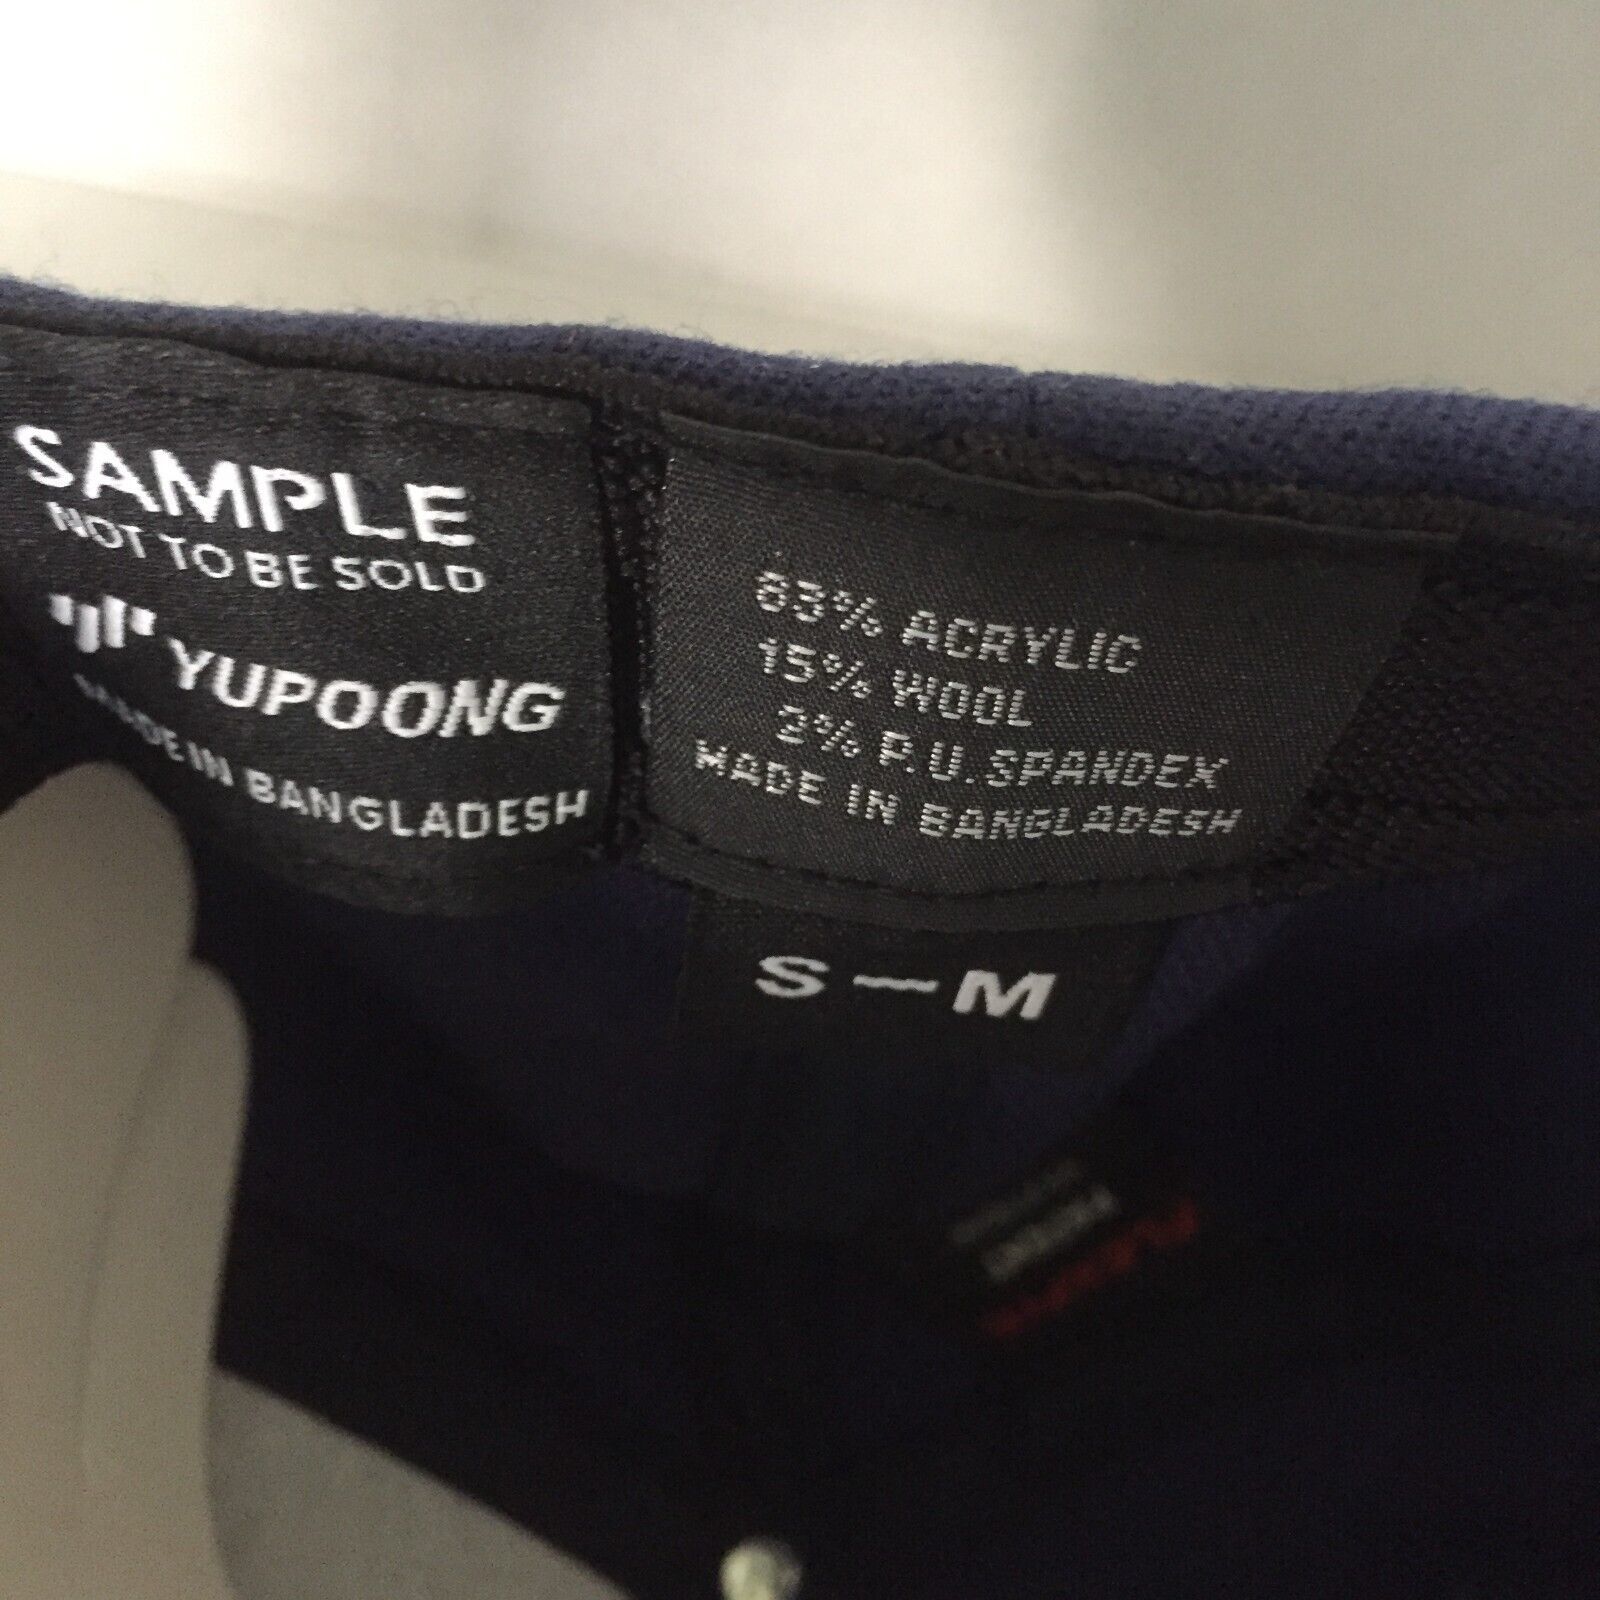 SAMPLE
NOT TO BE SOLD
YUPOONG
MADE IN BANGLADESH
83% ACRYLIC
15% WOOL
2% P.U.SPANDEX
MADE IN BANGLADESH
S-M